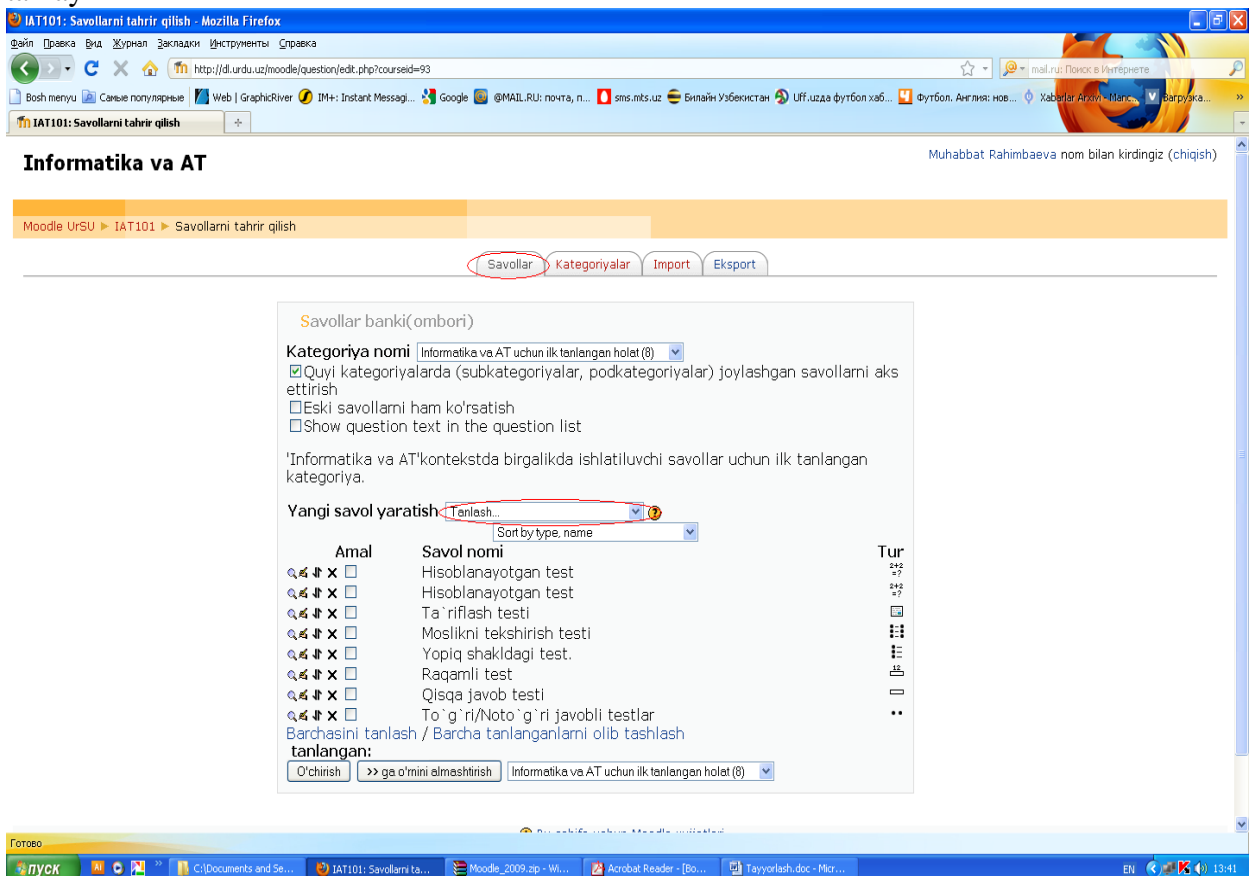 IAT101: Savollarni tahrir qilish - Mozilla Firefox
Файл Правка Вид Журнал Закладки Инструменты Справка
http://dl.urdu.uz/moodle/question/edit.php?courseid=93
mail.ru: Поиск в Интернете
Bosh menyu Самые популярные Web | GraphicRiver IM+: Instant Messagi... Google @MAIL.RU: почта, п... sms.mts.uz Билайн Узбекистан Uff.uzда футбол хаб... Футбол. Англия: нов... Xabarlar Arxivi - Manc... Загрузка... »
IAT101: Savollarni tahrir qilish
Informatika va AT
Muhabbat Rahimbaeva nom bilan kirdingiz (chiqish)
Moodle UrSU ► IAT101 ► Savollarni tahrir qilish
Savollar Kategoriyalar Import Eksport
Savollar banki(ombori)
Kategoriya nomi Informatika va AT uchun ilk tanlangan holat (8)
Quyi kategoriyalarda (subkategoriyalar, podkategoriyalar) joylashgan savollarni aks
ettirish
Eski savollarni ham ko'rsatish
Show question text in the question list
'Informatika va AT'kontekstda birgalikda ishlatiluvchi savollar uchun ilk tanlangan
kategoriya.
Yangi savol yaratish Tanlash...
Sort by type, name
Amal Savol nomi Tur
Hisoblanayotgan test 2+2 =?
Hisoblanayotgan test 2+2 =?
Ta`riflash testi
Moslikni tekshirish testi
Yopiq shakldagi test.
Raqamli test 12
Qisqa javob testi
To`g`ri/Noto`g`ri javobli testlar
Barchasini tanlash / Barcha tanlanganlarni olib tashlash
tanlangan:
O'chirish >> ga o'rnini almashtirish Informatika va AT uchun ilk tanlangan holat (8)
Готово
пуск » C:\Documents and Se... IAT101: Savollarni ta... Moodle_2009.zip - Wi... Acrobat Reader - [Bo... Tayyorlash.doc - Micr... EN 13:41